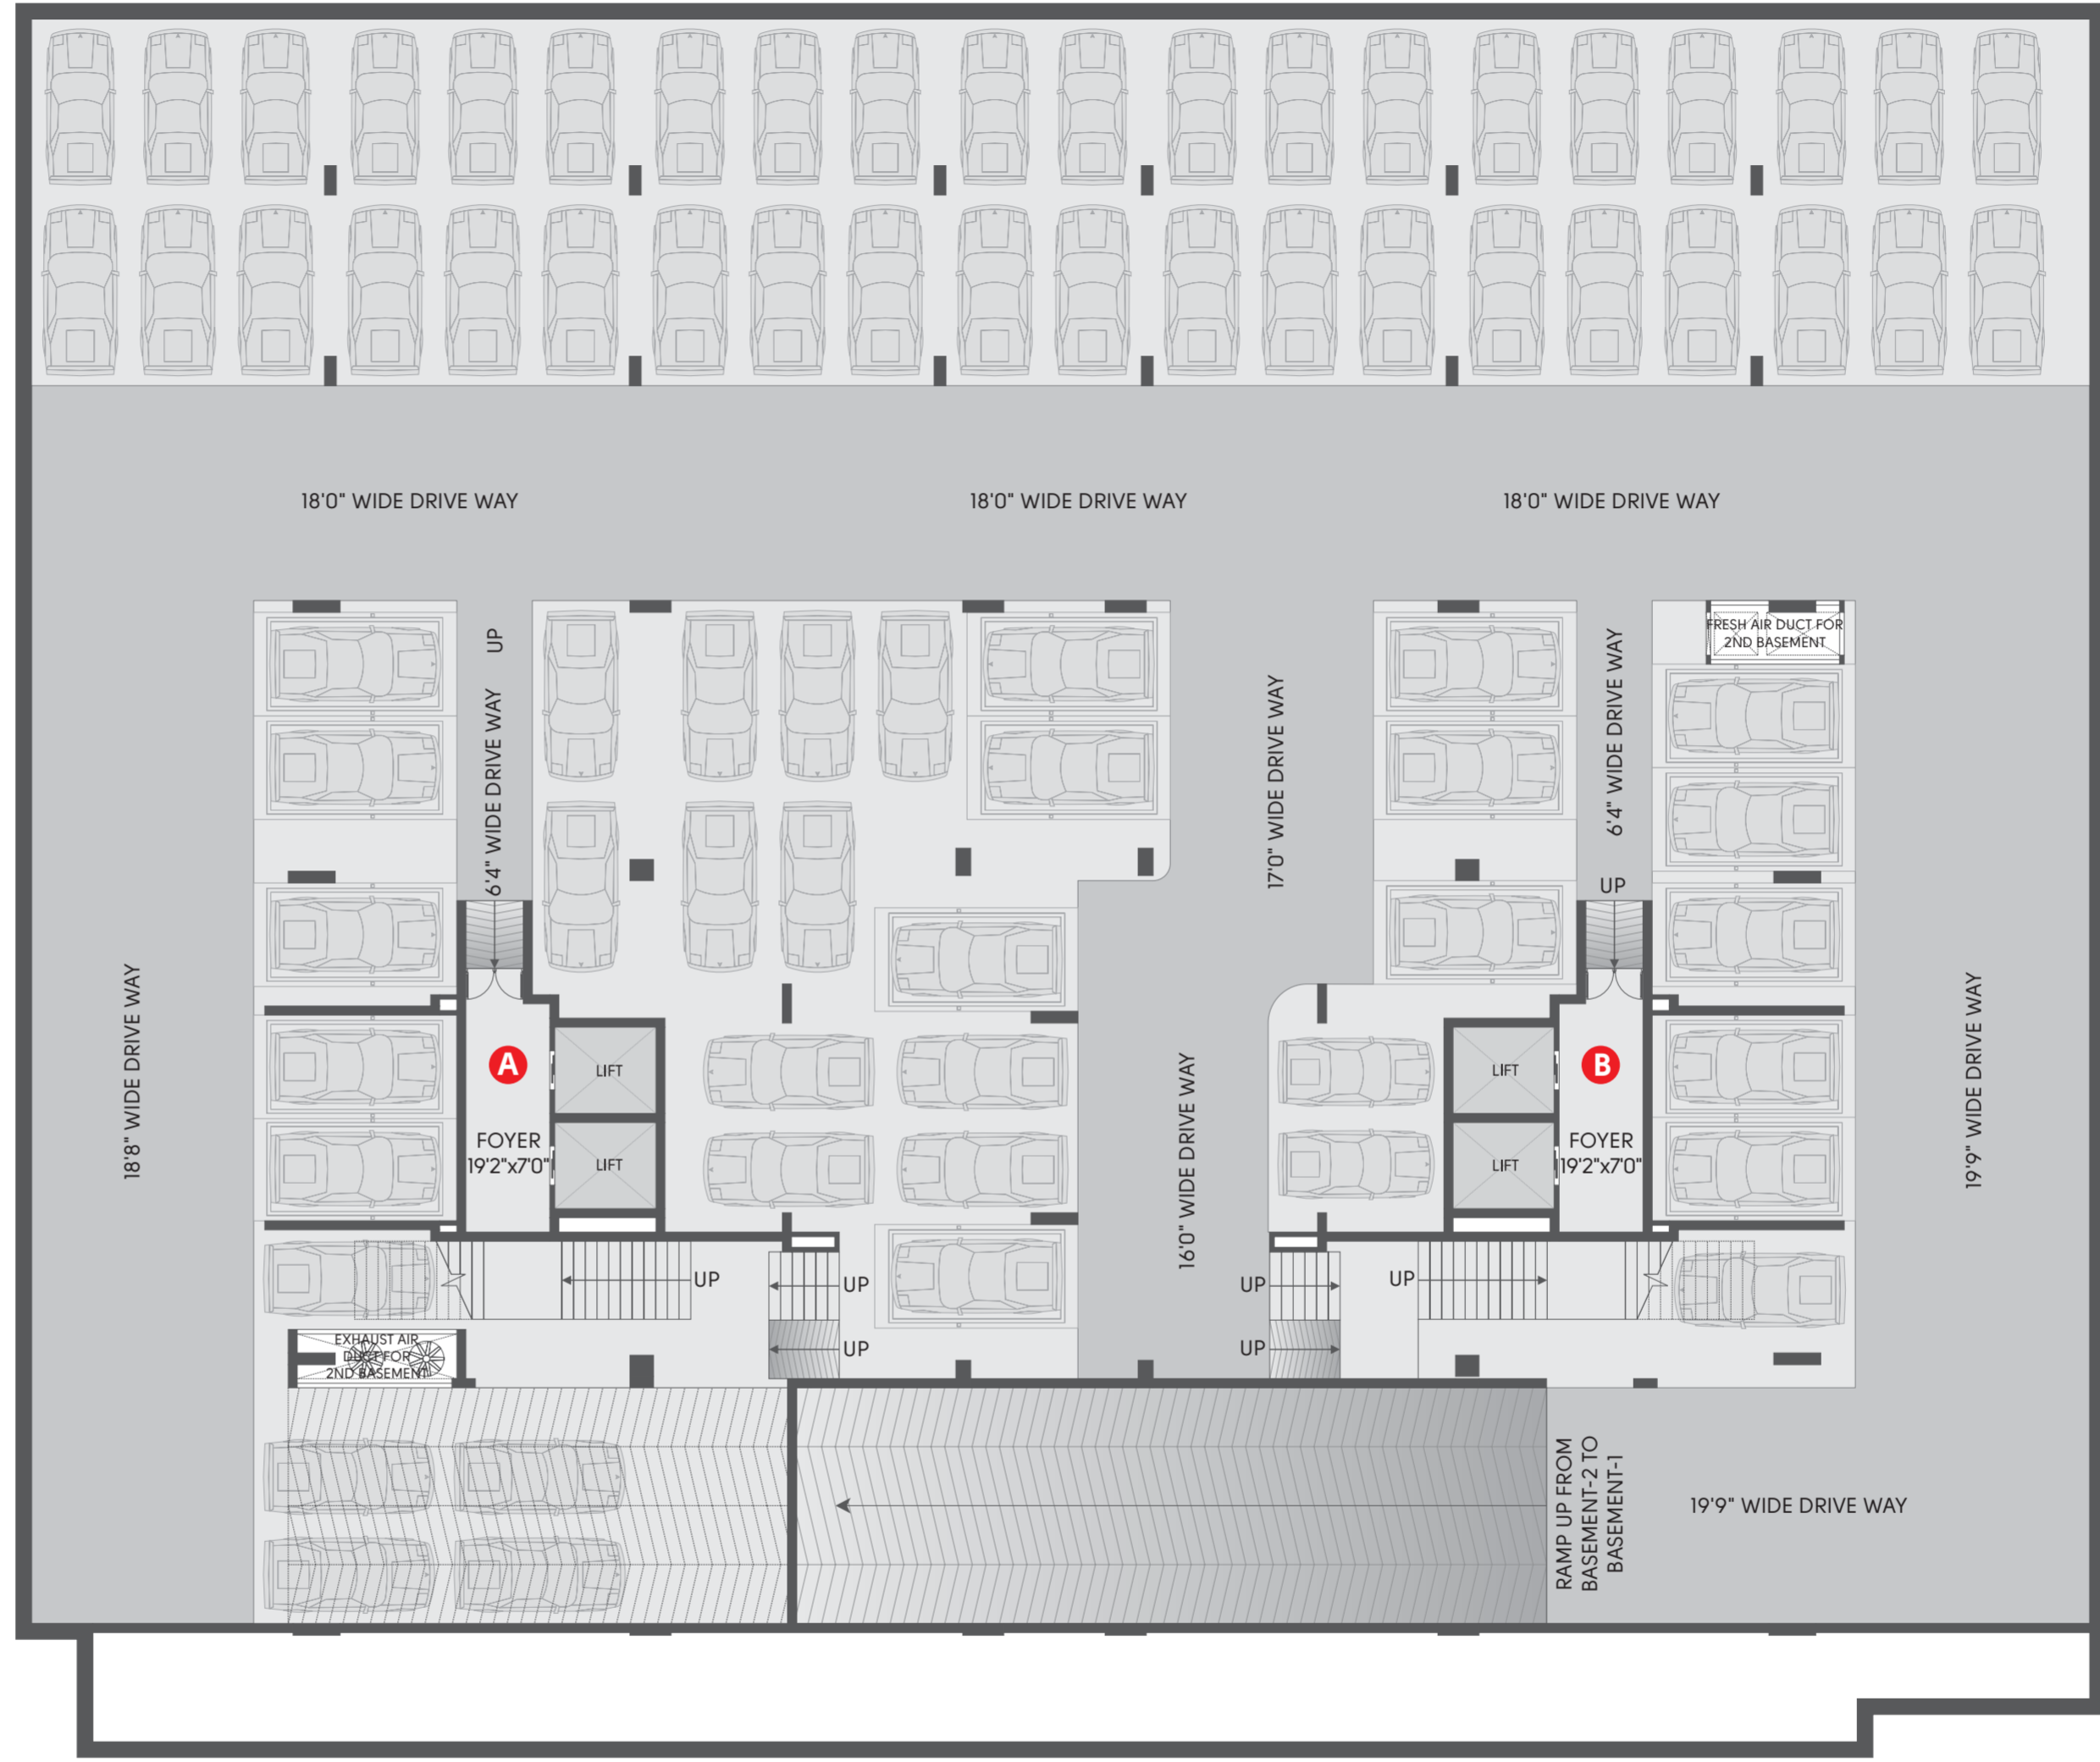 18'0" WIDE DRIVE WAY
18'0" WIDE DRIVE WAY
18'0" WIDE DRIVE WAY
UP
6'4" WIDE DRIVE WAY
17'0" WIDE DRIVE WAY
6'4" WIDE DRIVE WAY
UP
FRESH AIR DUCT FOR
2ND BASEMENT
18'8" WIDE DRIVE WAY
A
LIFT
FOYER
19'2"x7'0"
LIFT
16'0" WIDE DRIVE WAY
LIFT
B
LIFT
FOYER
19'2"x7'0"
19'9" WIDE DRIVE WAY
UP
UP
UP
UP
UP
UP
EXHAUST AIR
DUCT FOR
2ND BASEMENT
RAMP UP FROM
BASEMENT-2 TO
BASEMENT-1
19'9" WIDE DRIVE WAY